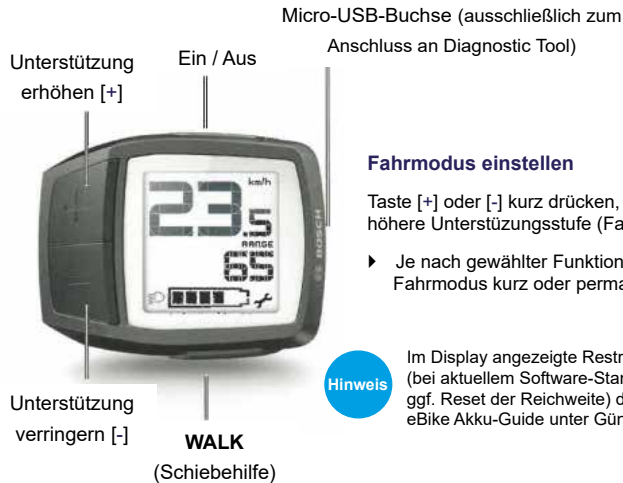 Micro-USB-Buchse (ausschließlich zum
Anschluss an Diagnostic Tool)
Ein / Aus
Unterstützung
erhöhen [+]
km/h
23.5
RANGE
65
BOSCH
Fahrmodus einstellen
Taste [+] oder [-] kurz drücken,
höhere Unterstüzungsstufe (Fa
Je nach gewählter Funktion
Fahrmodus kurz oder perma
Hinweis
Im Display angezeigte Restr
(bei aktuellem Software-Star
ggf. Reset der Reichweite) d
eBike Akku-Guide unter Gür
Unterstützung
verringern [-]
WALK
(Schiebehilfe)